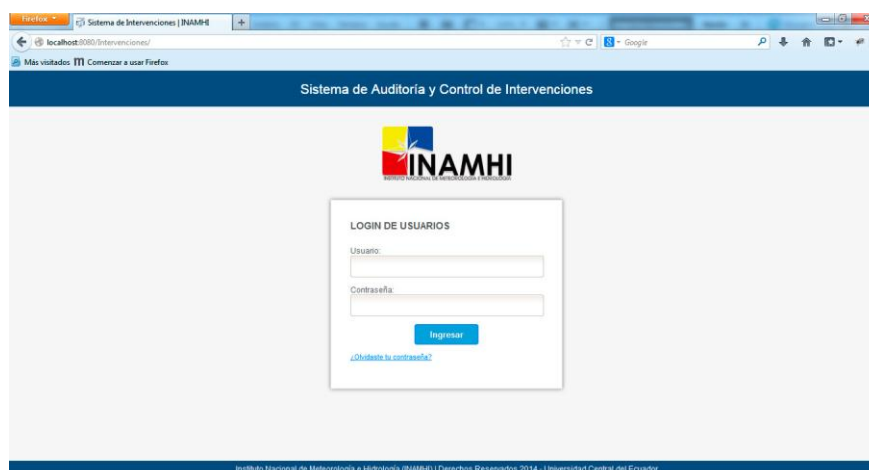 Firefox
Sistema de Intervenciones | INAMHI
localhost:8080/Intervenciones/
Google
Más visitados
Comenzar a usar Firefox
Sistema de Auditoría y Control de Intervenciones
INAMHI
INSTITUTO NACIONAL DE METEOROLOGÍA E HIDROLOGÍA
LOGIN DE USUARIOS
Usuario:
Contraseña:
Ingresar
¿Olvidaste tu contraseña?
Instituto Nacional de Meteorología e Hidrología (INAMHI) | Derechos Reservados 2014 - Universidad Central del Ecuador